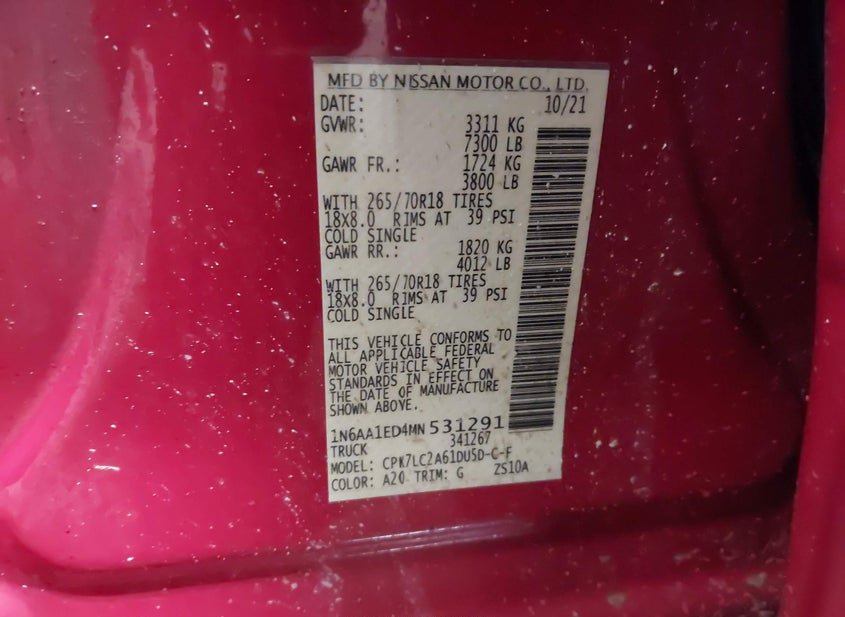 MFD BY NISSAN MOTOR CO., LTD.
DATE: 10/21
GVWR: 3311 KG
7300 LB
GAWR FR.: 1724 KG
3800 LB
WITH 265/70R18 TIRES
18X8.0 RIMS AT 39 PSI
COLD SINGLE
GAWR RR.: 1820 KG
4012 LB
WITH 265/70R18 TIRES
18X8.0 RIMS AT 39 PSI
COLD SINGLE
THIS VEHICLE CONFORMS TO
ALL APPLICABLE FEDERAL
MOTOR VEHICLE SAFETY
STANDARDS IN EFFECT ON
THE DATE OF MANUFACTURE
SHOWN ABOVE.
1N6AA1ED4MN 531291
TRUCK 341267
MODEL: CPK7LC2A61DUSD-C-F
COLOR: A20 TRIM: G ZS10A